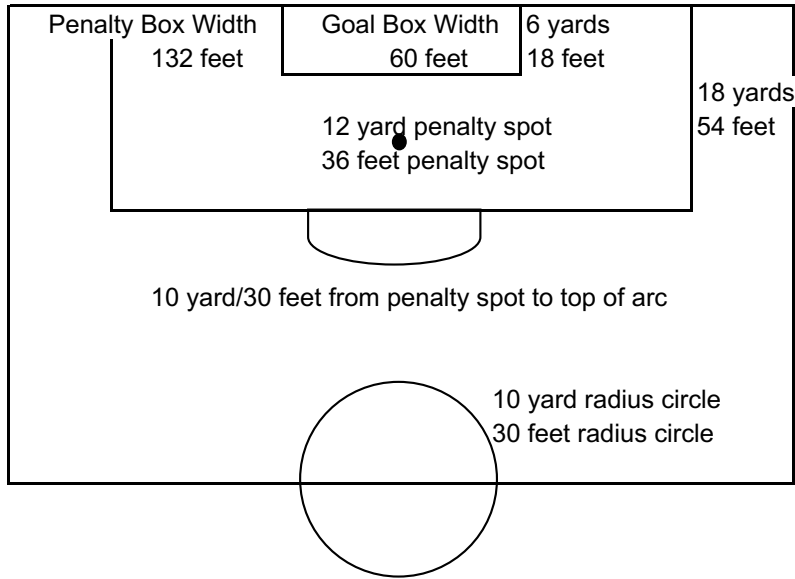 Penalty Box Width
132 feet
Goal Box Width
60 feet
6 yards
18 feet
18 yards
54 feet
12 yard penalty spot
36 feet penalty spot
10 yard/30 feet from penalty spot to top of arc
10 yard radius circle
30 feet radius circle